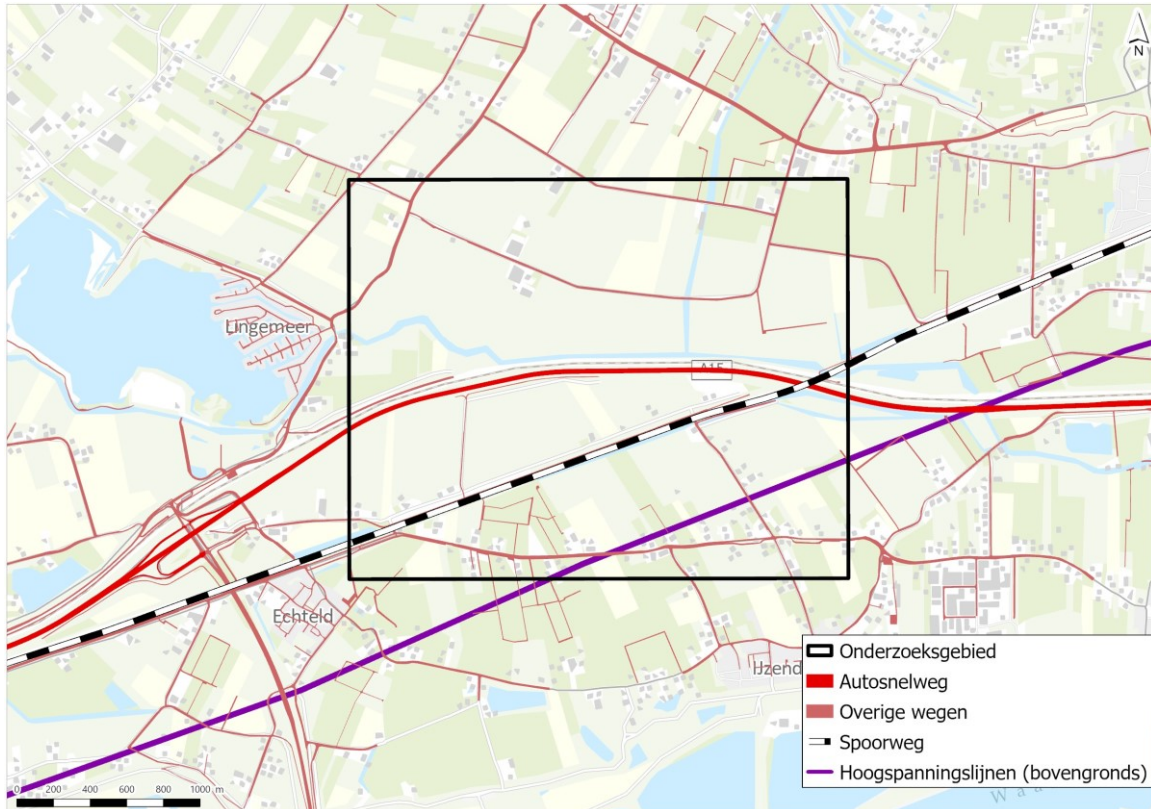 N
Lingemeer
A15
Echteld
IJzend
Onderzoeksgebied
Autosnelweg
Overige wegen
Spoorweg
Hoogspanningslijnen (bovengronds)
0 200 400 600 800 1000 m
W a a